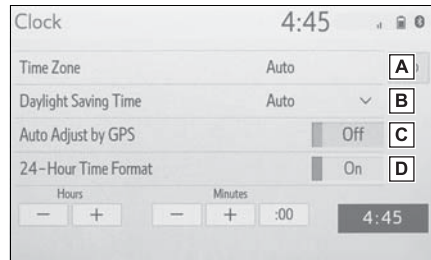 Clock 4:45
Time Zone Auto A
Daylight Saving Time Auto B
Auto Adjust by GPS Off C
24-Hour Time Format On D
Hours Minutes
- + - + :00 4:45